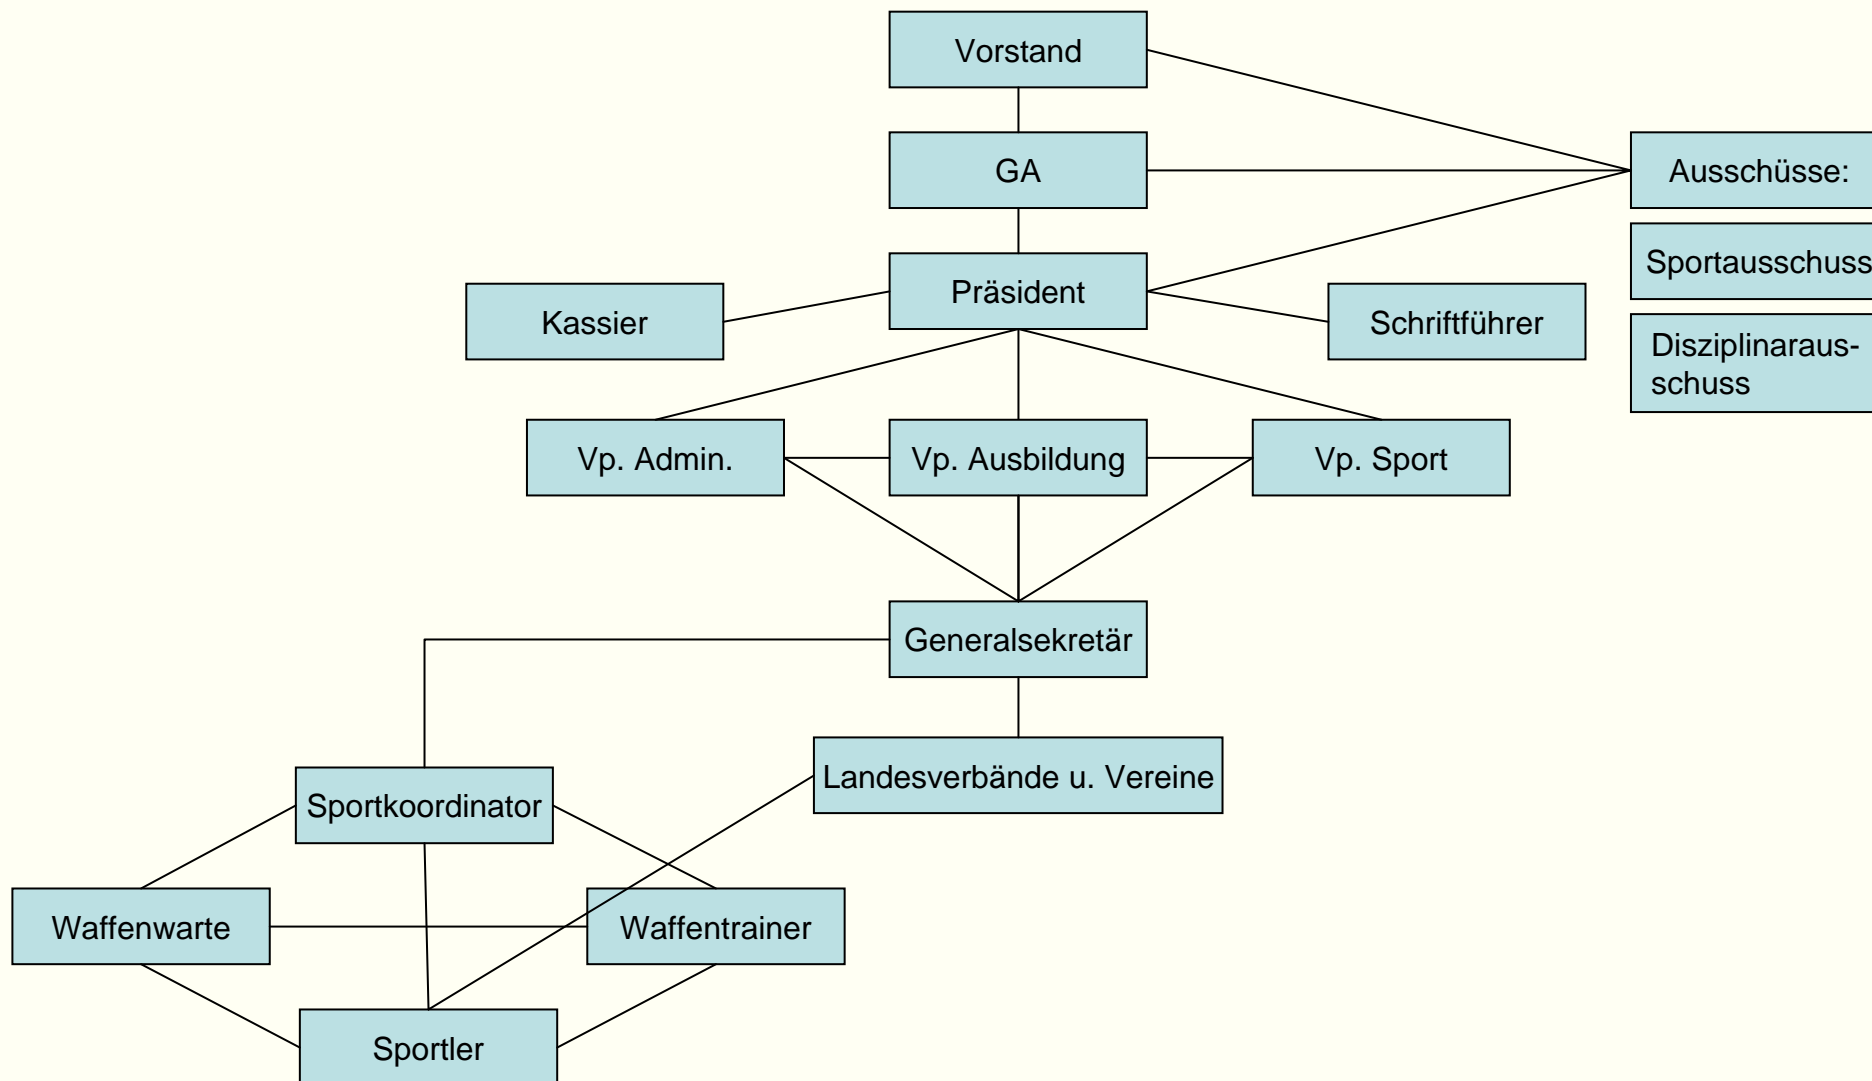 Vorstand
GA
Ausschüsse:
Sportausschuss
Präsident
Kassier
Schriftführer
Disziplinaraus-
schuss
Vp. Admin.
Vp. Ausbildung
Vp. Sport
Generalsekretär
Landesverbände u. Vereine
Sportkoordinator
Waffenwarte
Waffentrainer
Sportler